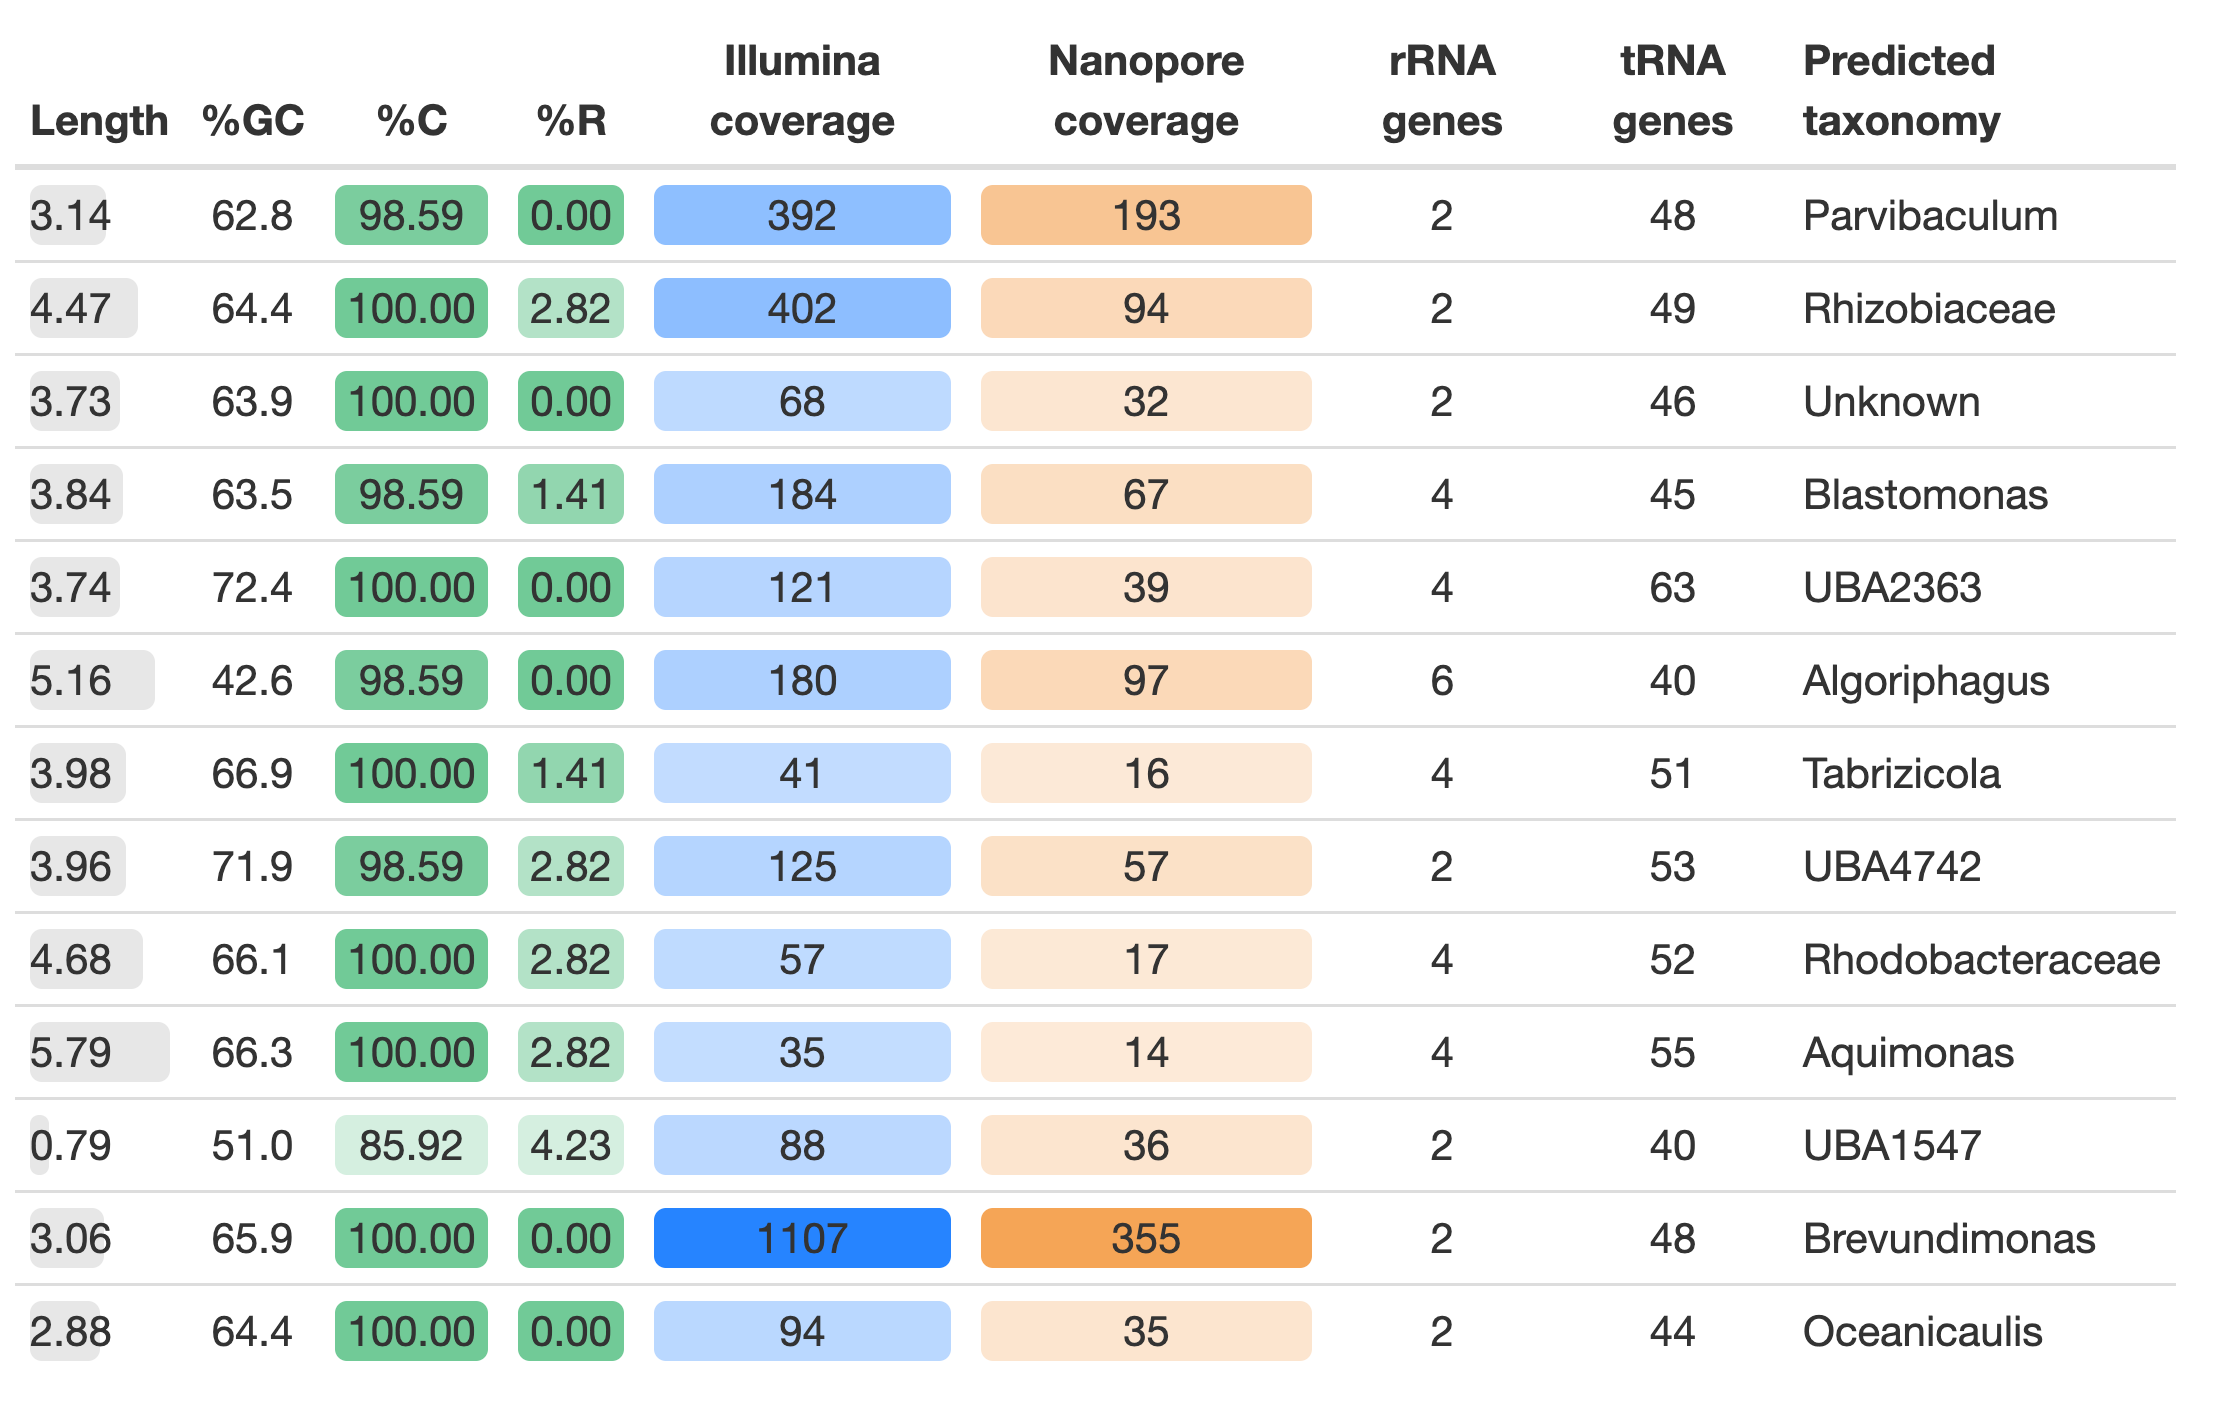 Length %GC %C %R Illumina coverage Nanopore coverage rRNA genes tRNA genes Predicted taxonomy
3.14 62.8 98.59 0.00 392 193 2 48 Parvibaculum
4.47 64.4 100.00 2.82 402 94 2 49 Rhizobiaceae
3.73 63.9 100.00 0.00 68 32 2 46 Unknown
3.84 63.5 98.59 1.41 184 67 4 45 Blastomonas
3.74 72.4 100.00 0.00 121 39 4 63 UBA2363
5.16 42.6 98.59 0.00 180 97 6 40 Algoriphagus
3.98 66.9 100.00 1.41 41 16 4 51 Tabrizicola
3.96 71.9 98.59 2.82 125 57 2 53 UBA4742
4.68 66.1 100.00 2.82 57 17 4 52 Rhodobacteraceae
5.79 66.3 100.00 2.82 35 14 4 55 Aquimonas
0.79 51.0 85.92 4.23 88 36 2 40 UBA1547
3.06 65.9 100.00 0.00 1107 355 2 48 Brevundimonas
2.88 64.4 100.00 0.00 94 35 2 44 Oceanicaulis